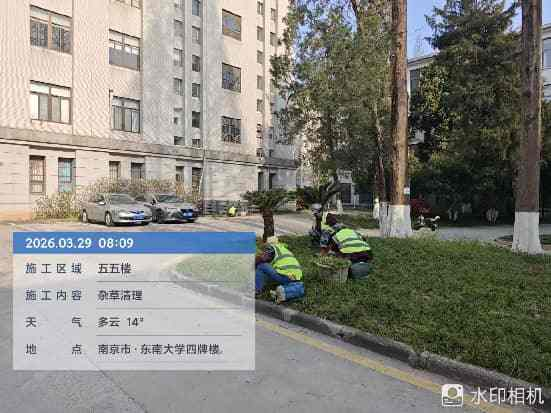 2026.03.29 08:09
施工区域 五五楼
施工内容 杂草清理
天气 多云 14°
地点 南京市·东南大学四牌楼。
水印相机